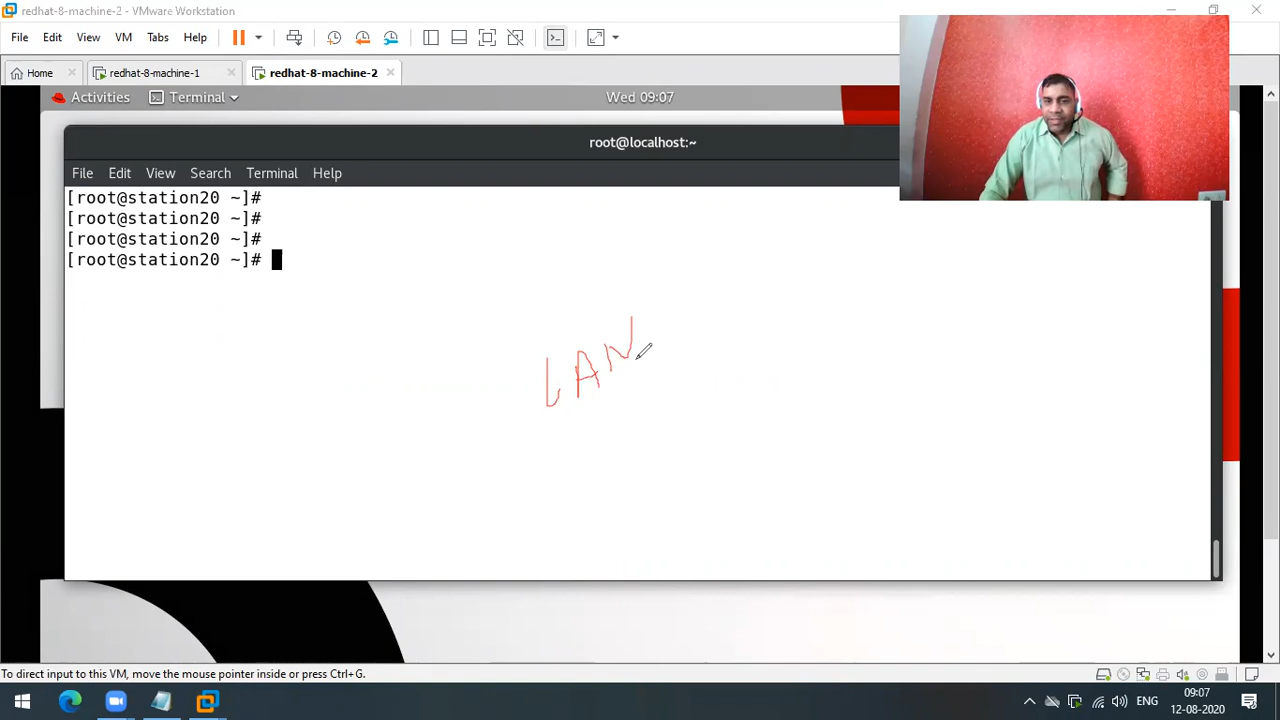 redhat-8-machine-2 - VMware Workstation
File Edit View VM Tabs Help
Home redhat-8-machine-1 redhat-8-machine-2
Activities Terminal Wed 09:07
root@localhost:~
File Edit View Search Terminal Help
[root@station20 ~]#
[root@station20 ~]#
[root@station20 ~]#
[root@station20 ~]#
LAN
To direct input to this VM, move the mouse pointer inside or press Ctrl+G.
ENG 09:07
12-08-2020